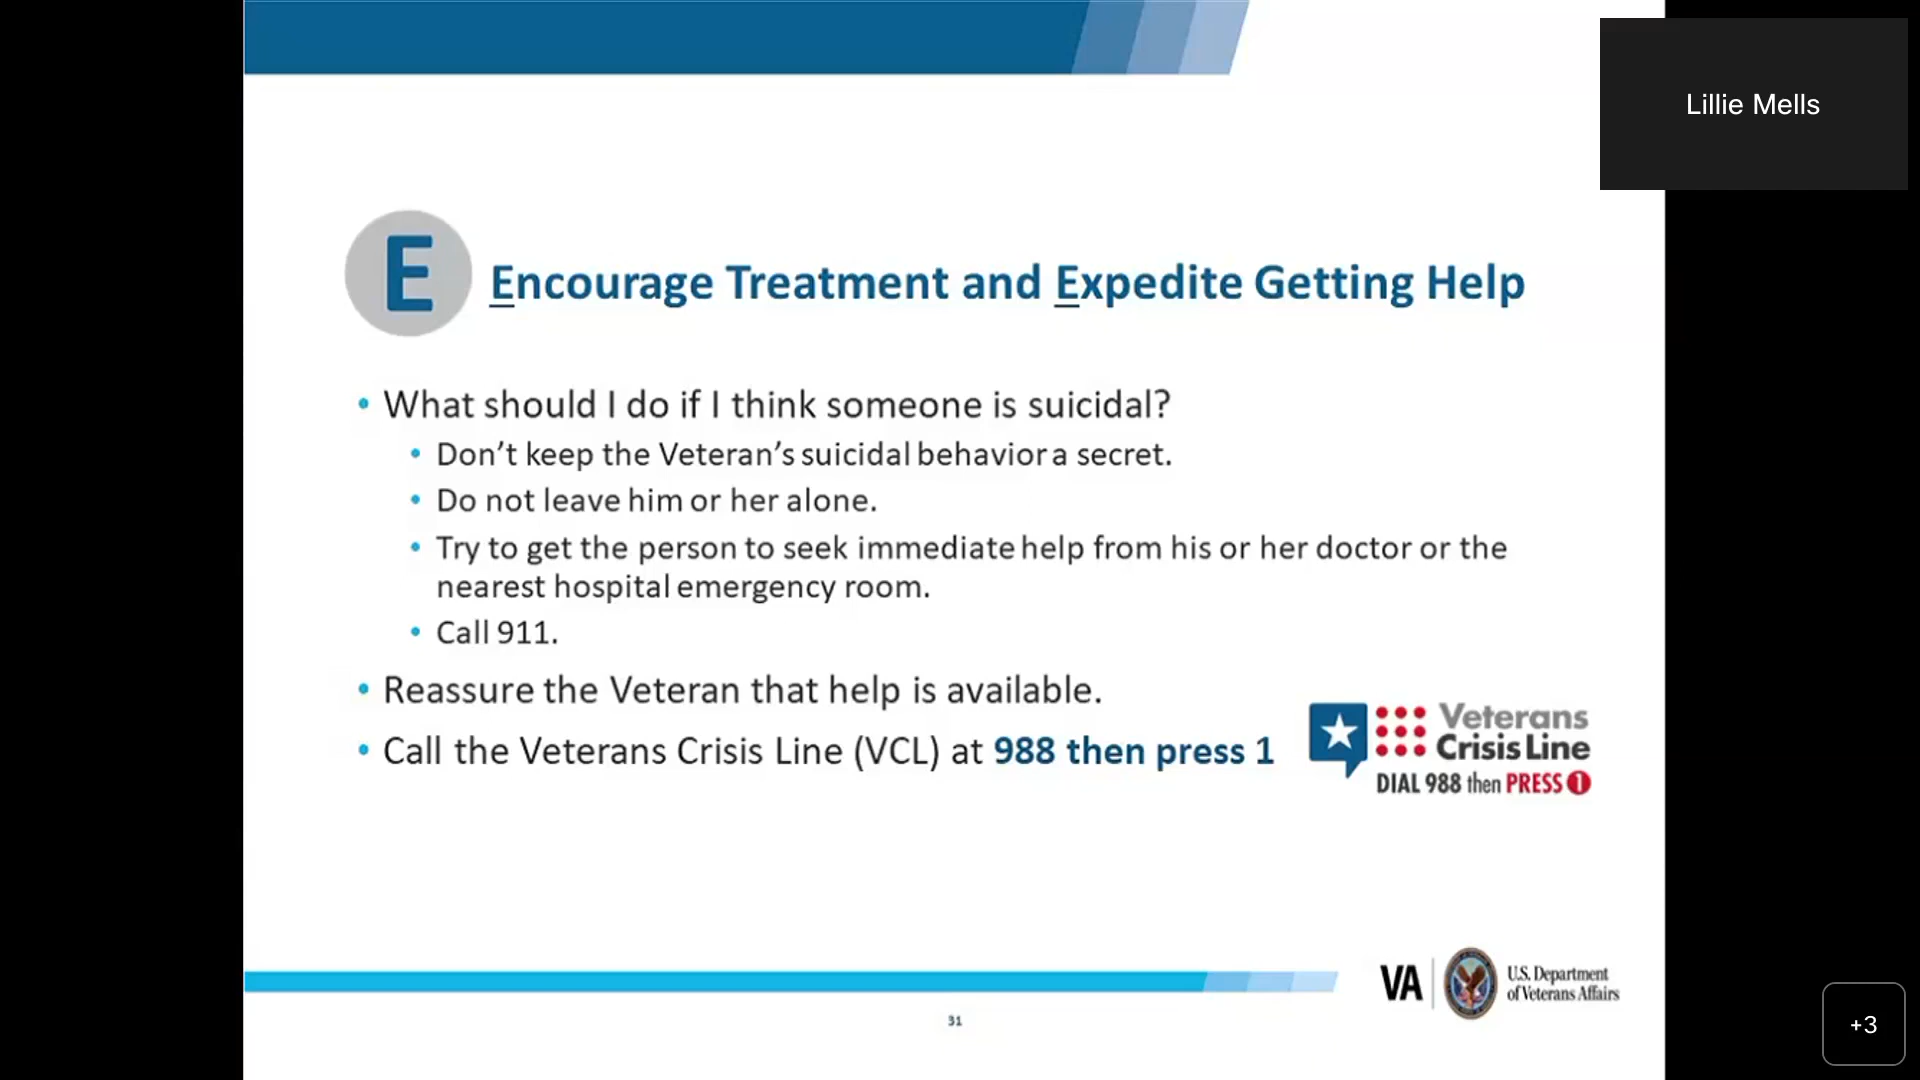 Lillie Mells
E
Encourage Treatment and Expedite Getting Help
• What should I do if I think someone is suicidal?
• Don’t keep the Veteran’s suicidal behavior a secret.
• Do not leave him or her alone.
• Try to get the person to seek immediate help from his or her doctor or the
nearest hospital emergency room.
• Call 911.
• Reassure the Veteran that help is available.
• Call the Veterans Crisis Line (VCL) at 988 then press 1
Veterans
Crisis Line
DIAL 988 then PRESS 1
VA
U.S. Department
of Veterans Affairs
31
+3